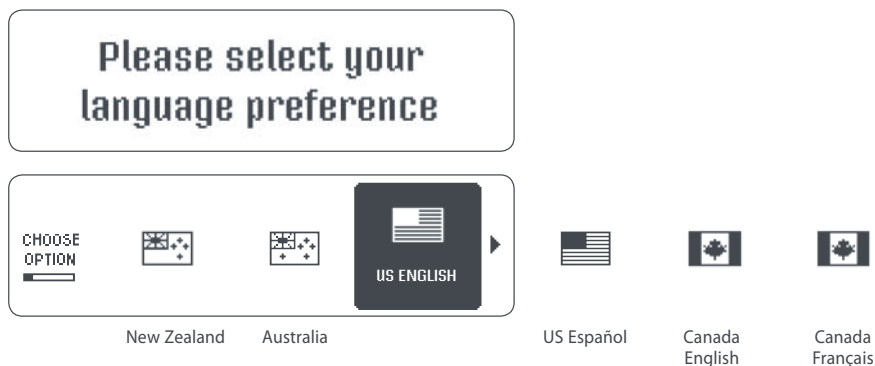 Please select your
language preference
CHOOSE
OPTION
US ENGLISH
New Zealand
Australia
US Español
Canada
English
Canada
Français